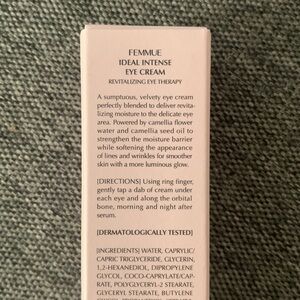 FEMMUE
IDEAL INTENSE
EYE CREAM
REVITALIZING EYE THERAPY
A sumptuous, velvety eye cream
perfectly blended to deliver revita-
lizing moisture to the delicate eye
area. Powered by camellia flower
water and camellia seed oil to
strengthen the moisture barrier
while softening the appearance
of lines and wrinkles for smoother
skin with a more luminous glow.
[DIRECTIONS] Using ring finger,
gently tap a dab of cream under
each eye and along the orbital
bone, morning and night after
serum.
[DERMATOLOGICALLY TESTED]
[INGREDIENTS] WATER, CAPRYLIC/
CAPRIC TRIGLYCERIDE, GLYCERIN,
1,2-HEXANEDIOL, DIPROPYLENE
GLYCOL, COCO-CAPRYLATE/CAP-
RATE, POLYGLYCERYL-2 STEARATE,
GLYCERYL STEARATE, BUTYLENE